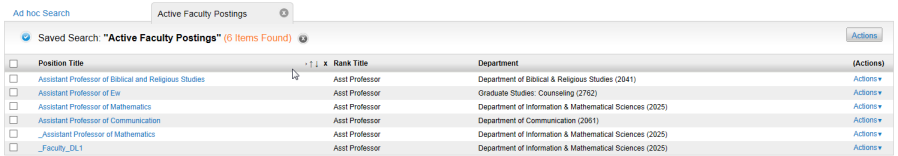 Ad hoc Search Active Faculty Postings x
Saved Search: "Active Faculty Postings" (6 Items Found) x Actions
Position Title ↑↓ x Rank Title Department (Actions)
Assistant Professor of Biblical and Religious Studies Asst Professor Department of Biblical & Religious Studies (2041) Actions▾
Assistant Professor of Ew Asst Professor Graduate Studies: Counseling (2762) Actions▾
Assistant Professor of Mathematics Asst Professor Department of Information & Mathematical Sciences (2025) Actions▾
Assistant Professor of Communication Asst Professor Department of Communication (2061) Actions▾
_Assistant Professor of Mathematics Asst Professor Department of Information & Mathematical Sciences (2025) Actions▾
_Faculty_DL1 Asst Professor Department of Information & Mathematical Sciences (2025) Actions▾